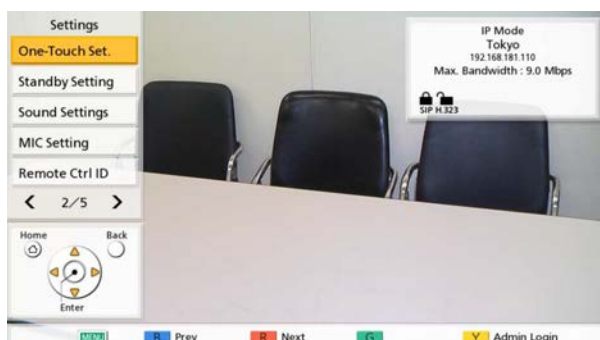 Settings
One-Touch Set.
Standby Setting
Sound Settings
MIC Setting
Remote Ctrl ID
2/5
Home
Back
Enter
IP Mode
Tokyo
192.168.181.110
Max. Bandwidth : 9.0 Mbps
SIP H.323
MENU B Prev R Next G Y Admin Login